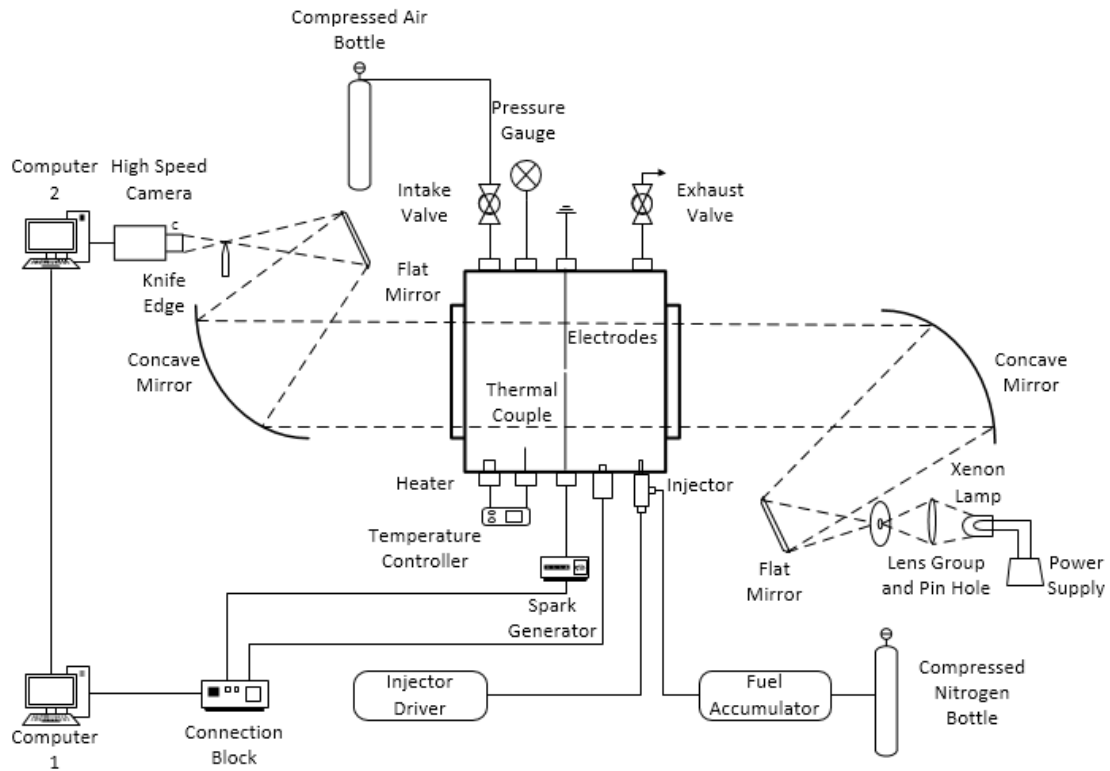 Compressed Air
Bottle
Pressure
Gauge
Computer
2
High Speed
Camera
c
Intake
Valve
Exhaust
Valve
Knife
Edge
Flat
Mirror
Electrodes
Concave
Mirror
Concave
Mirror
Thermal
Couple
Heater
Injector
Xenon
Lamp
Temperature
Controller
Flat
Mirror
Lens Group
and Pin Hole
Power
Supply
Spark
Generator
Injector
Driver
Fuel
Accumulator
Compressed
Nitrogen
Bottle
Computer
1
Connection
Block